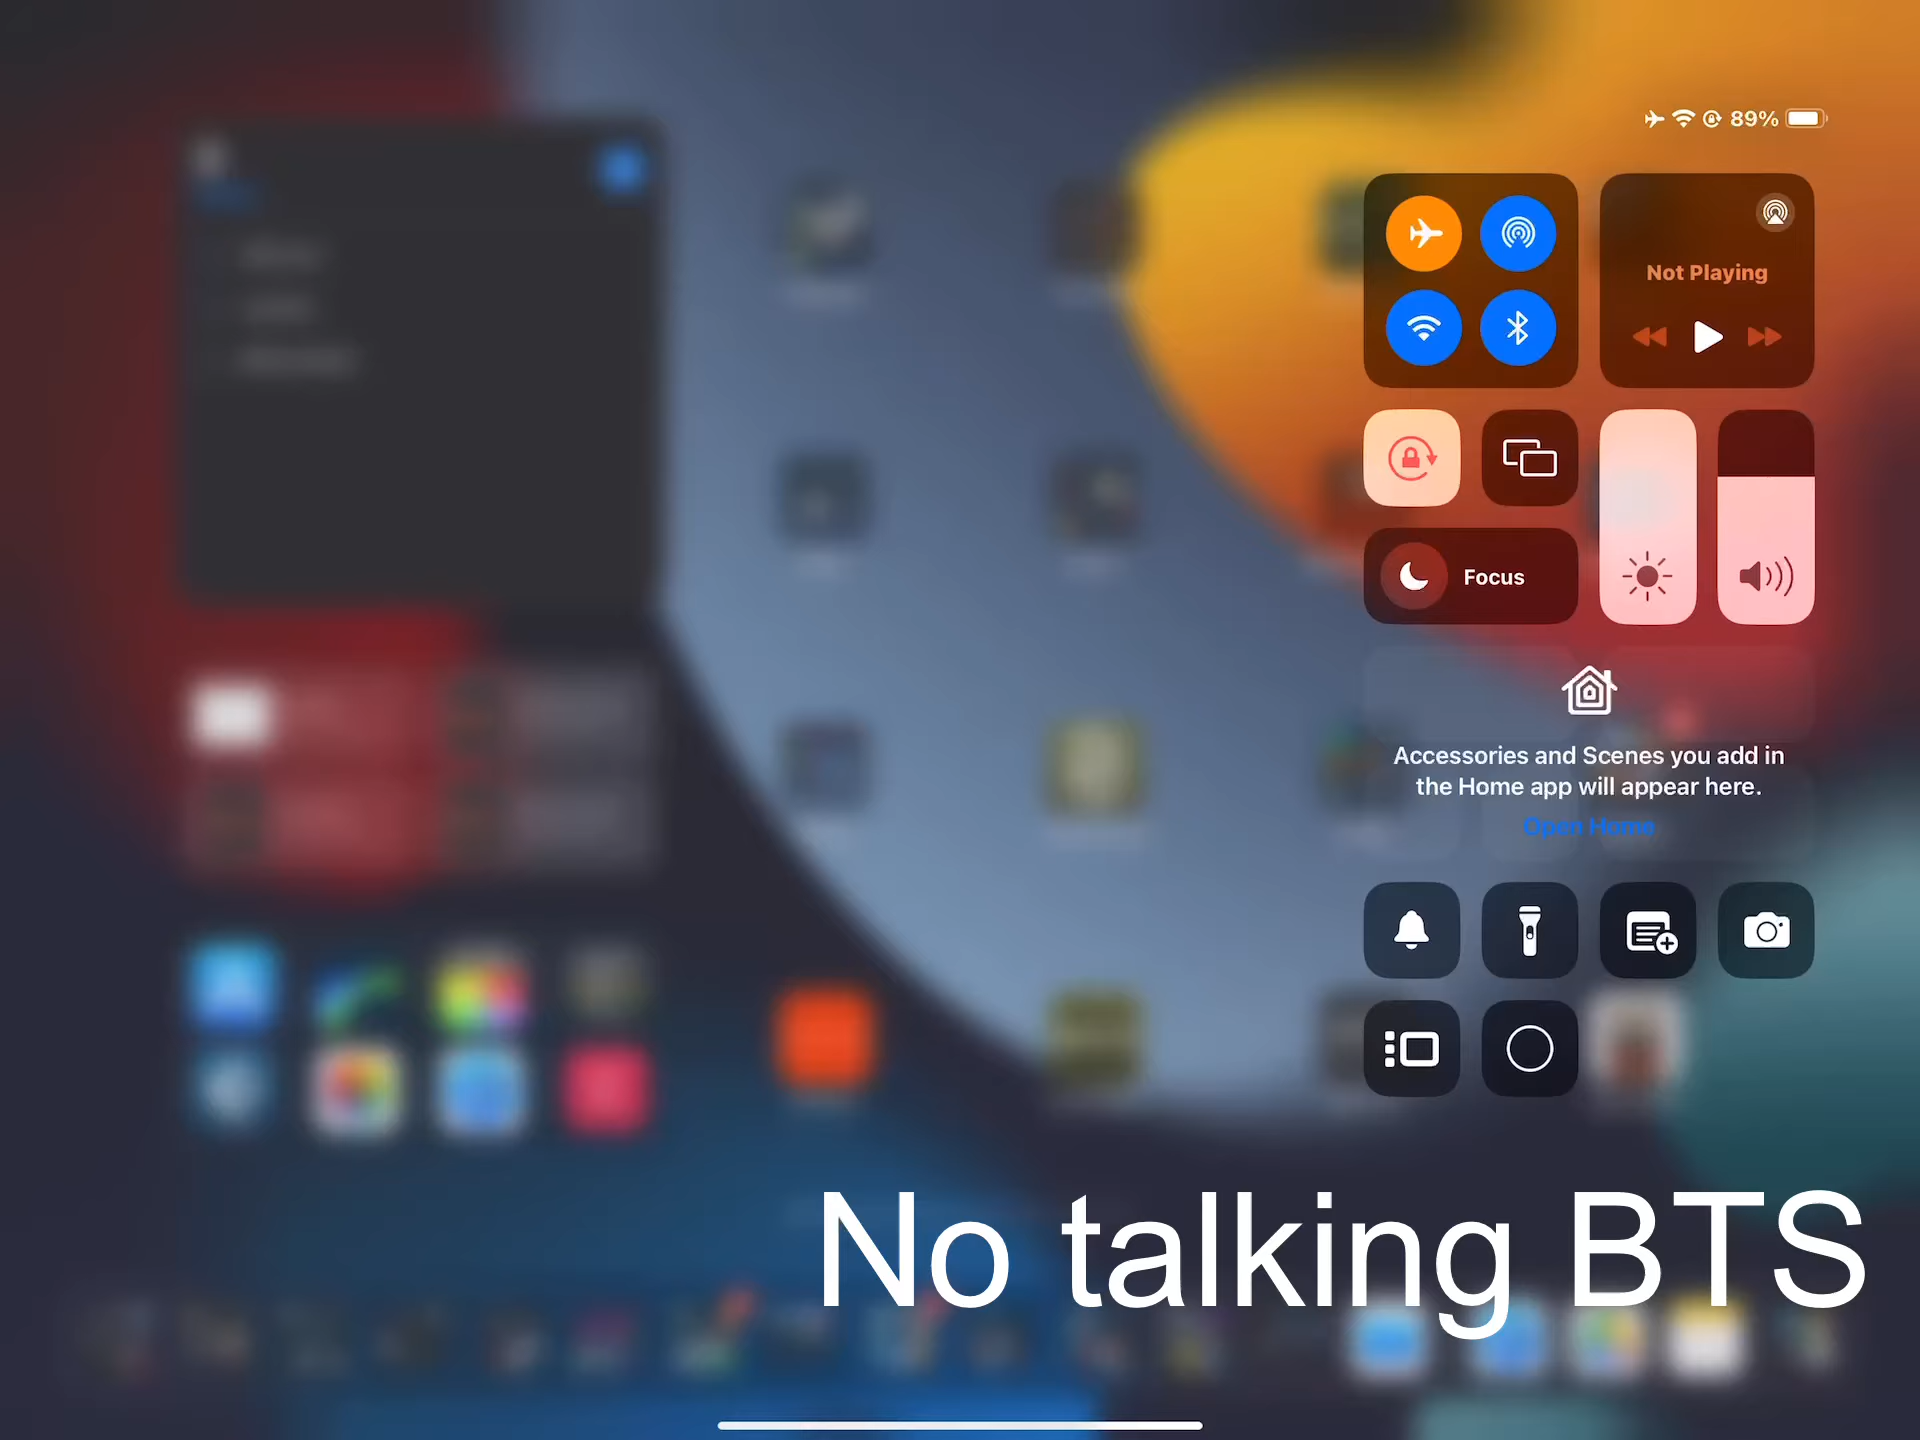 89%
Not Playing
Focus
Accessories and Scenes you add in
the Home app will appear here.
Open Home
No talking BTS